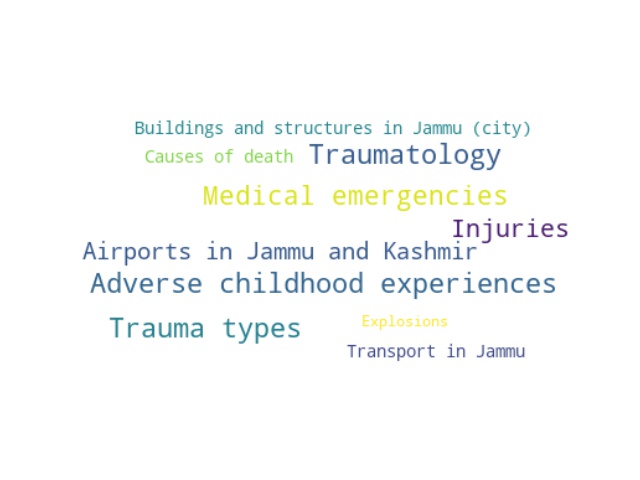 Buildings and structures in Jammu (city)
Causes of death Traumatology
Medical emergencies
Injuries
Airports in Jammu and Kashmir
Adverse childhood experiences
Trauma types Explosions
Transport in Jammu